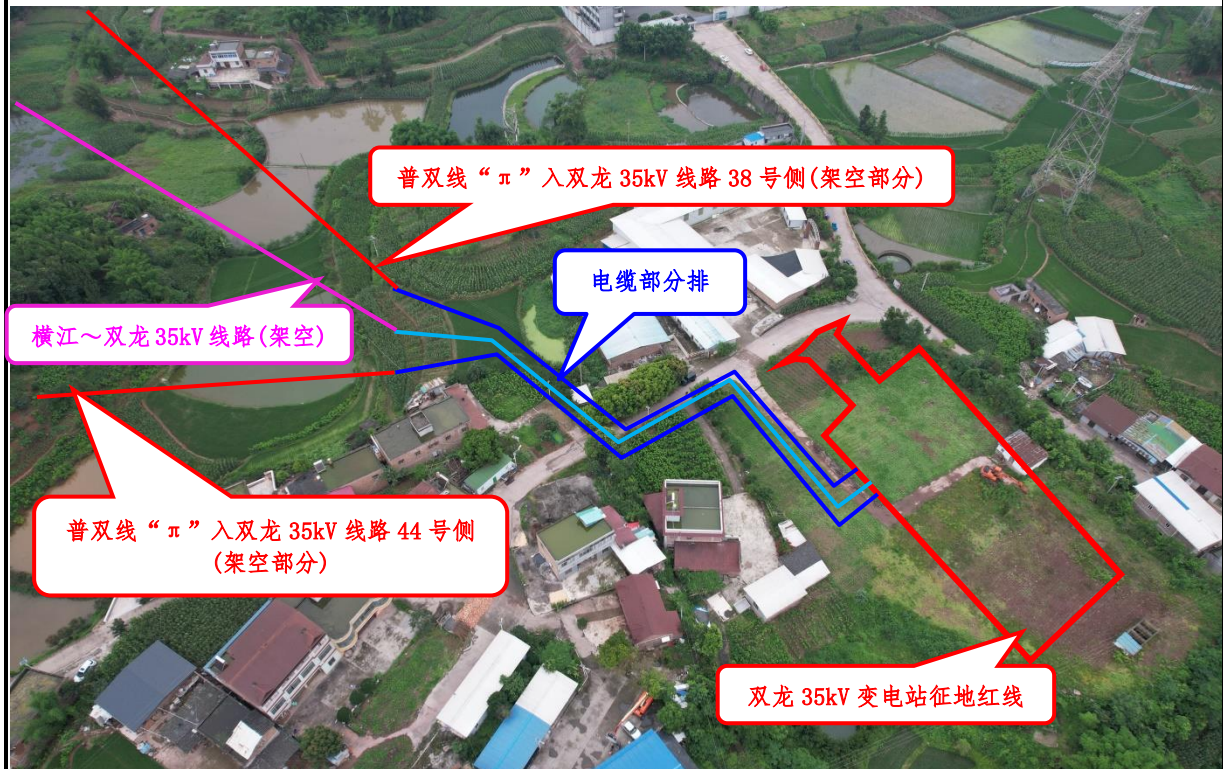 普双线“π”入双龙 35kV 线路 38 号侧(架空部分)
电缆部分排
横江～双龙 35kV 线路(架空)
普双线“π”入双龙 35kV 线路 44 号侧
(架空部分)
双龙 35kV 变电站征地红线